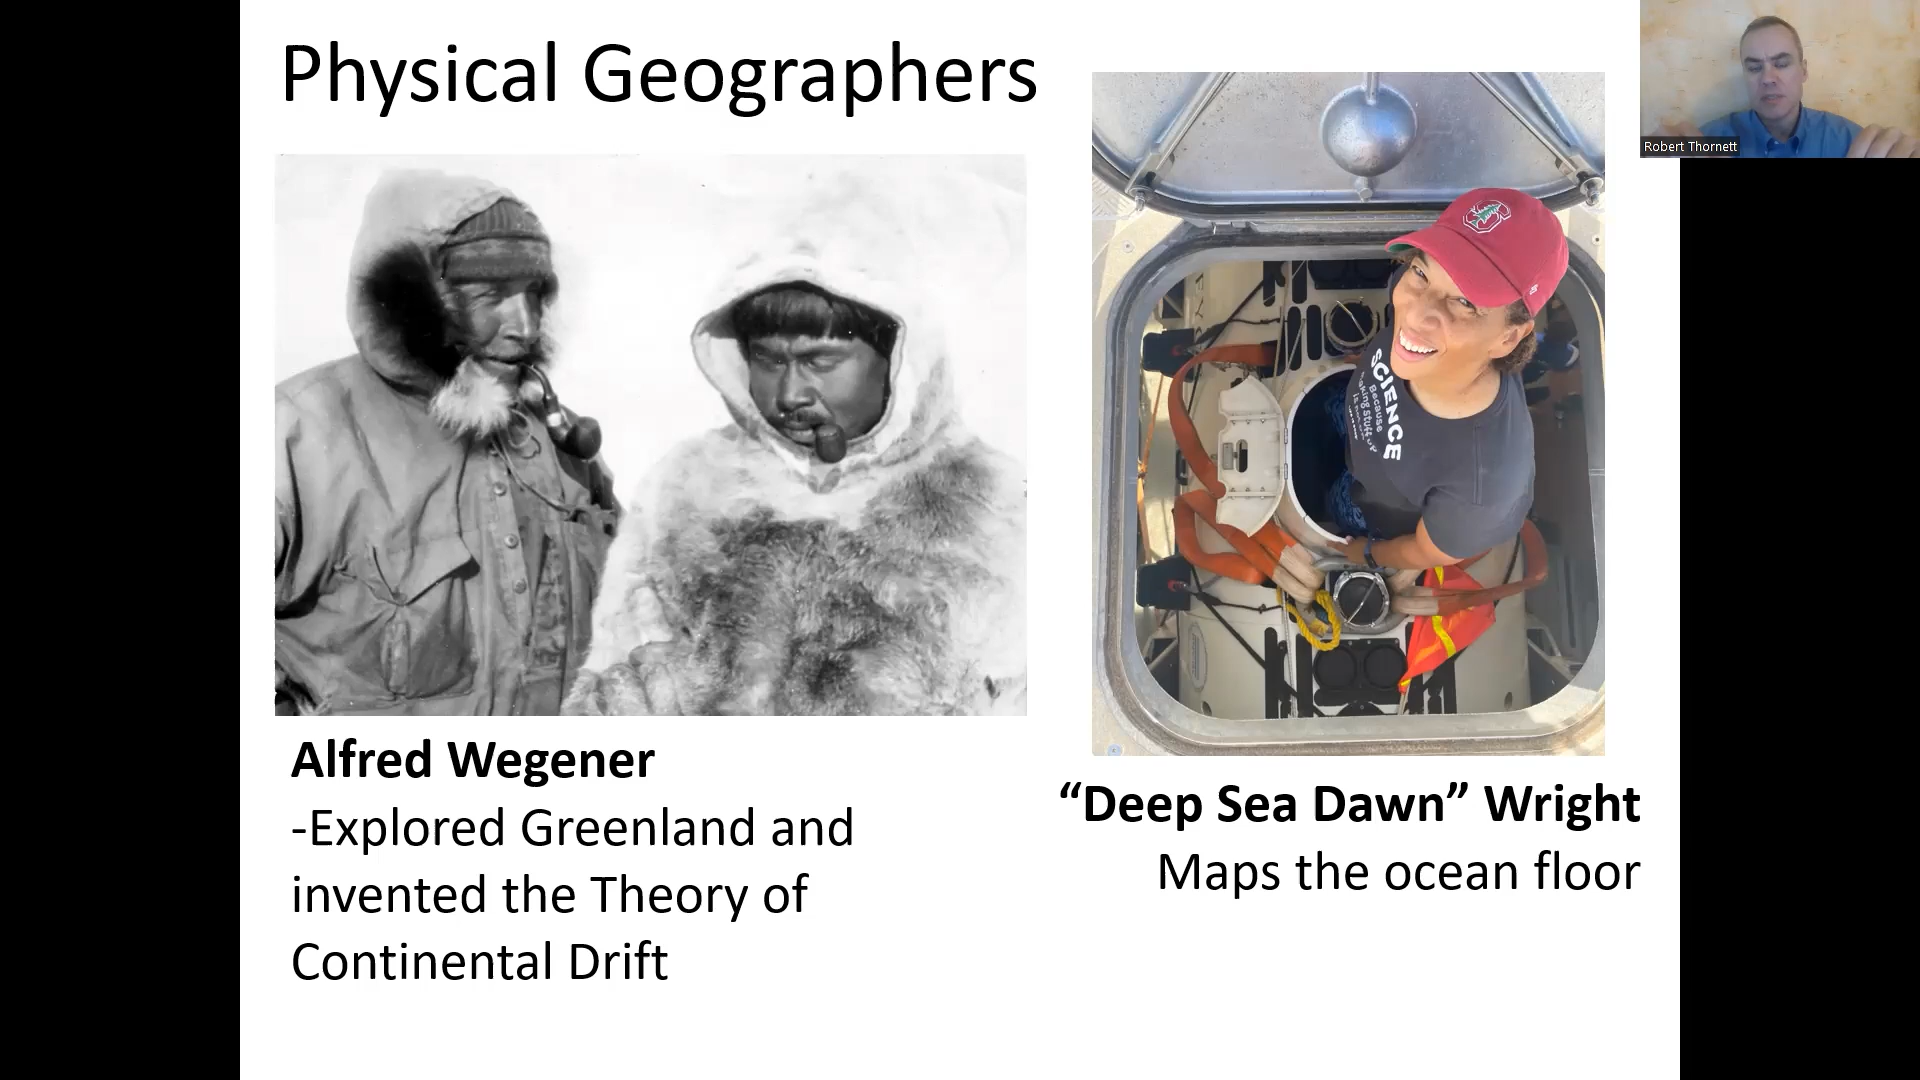 Physical Geographers
Robert Thornett
SCIENCE
Because
Alfred Wegener
-Explored Greenland and
invented the Theory of
Continental Drift
“Deep Sea Dawn” Wright
Maps the ocean floor